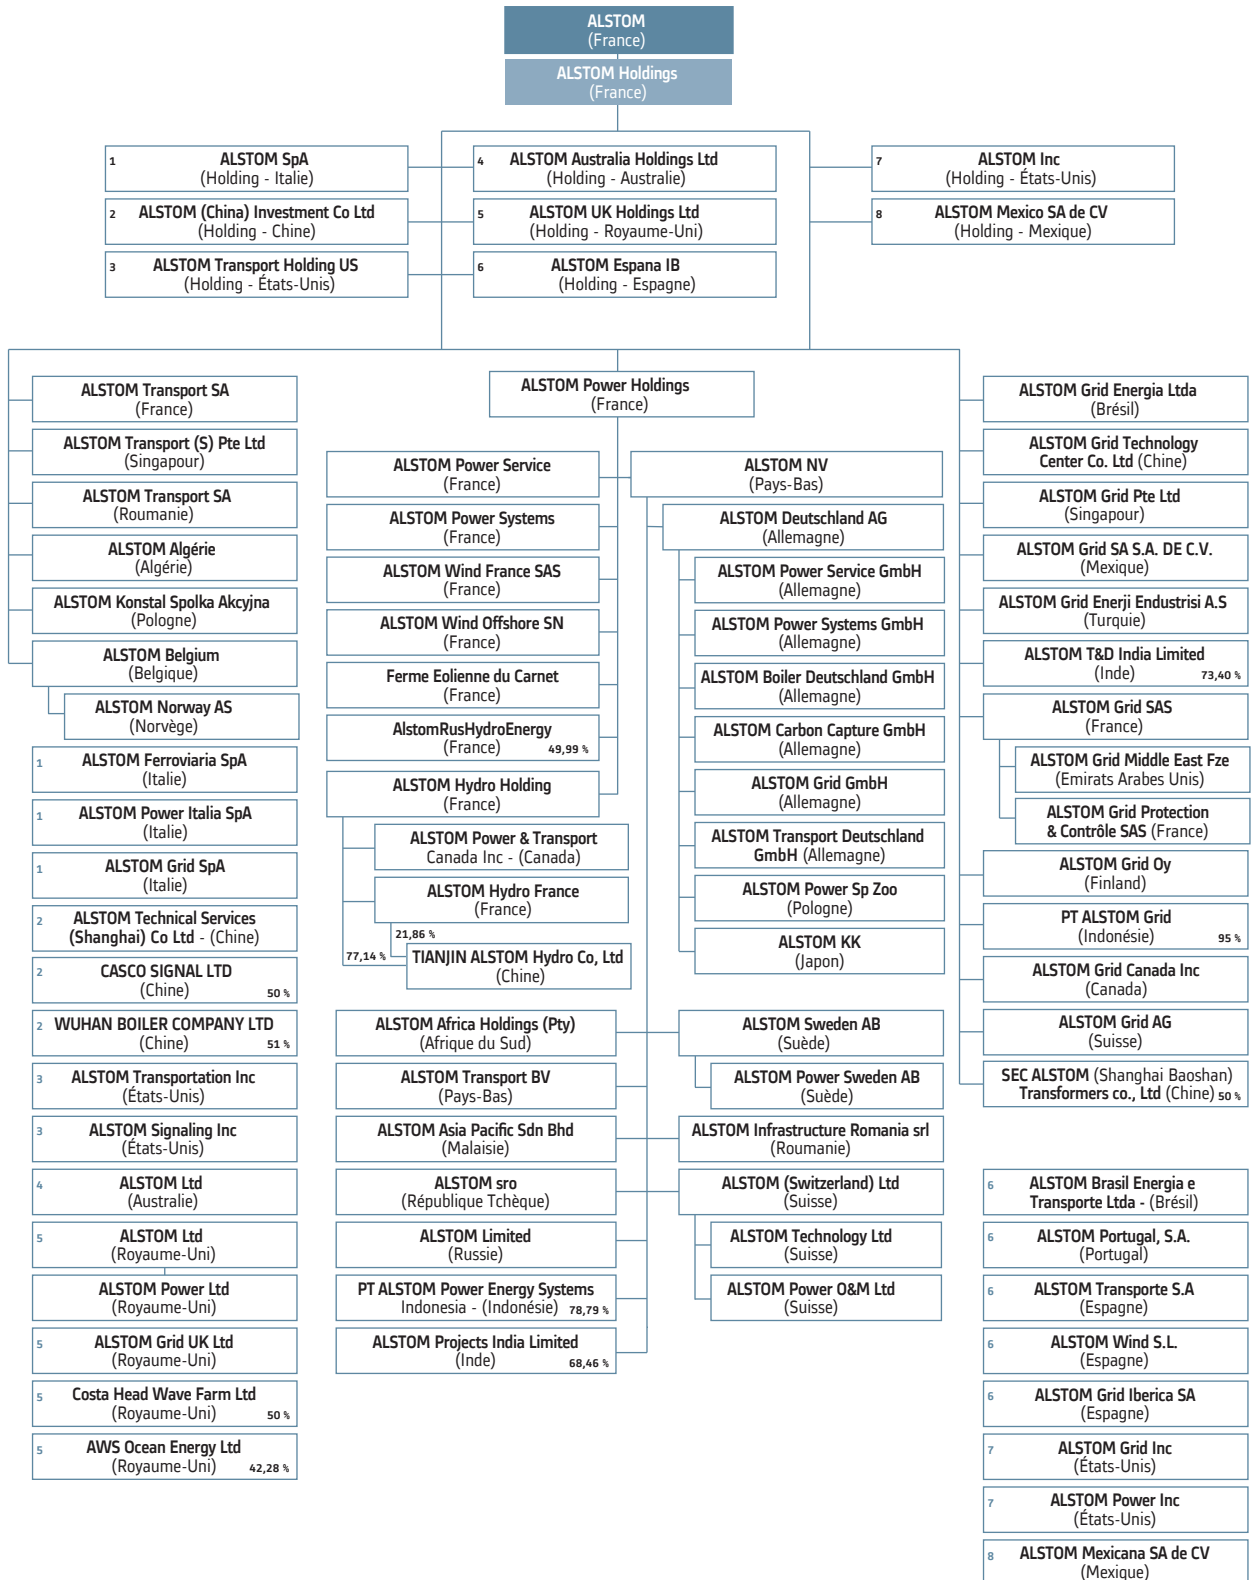 ALSTOM
(France)
ALSTOM Holdings
(France)
1
ALSTOM SpA
(Holding - Italie)
4
ALSTOM Australia Holdings Ltd
(Holding - Australie)
7
ALSTOM Inc
(Holding - États-Unis)
2
ALSTOM (China) Investment Co Ltd
(Holding - Chine)
5
ALSTOM UK Holdings Ltd
(Holding - Royaume-Uni)
8
ALSTOM Mexico SA de CV
(Holding - Mexique)
3
ALSTOM Transport Holding US
(Holding - États-Unis)
6
ALSTOM Espana IB
(Holding - Espagne)
ALSTOM Transport SA
(France)
ALSTOM Transport (S) Pte Ltd
(Singapour)
ALSTOM Transport SA
(Roumanie)
ALSTOM Algérie
(Algérie)
ALSTOM Konstal Spolka Akcyjna
(Pologne)
ALSTOM Belgium
(Belgique)
ALSTOM Norway AS
(Norvège)
1
ALSTOM Ferroviaria SpA
(Italie)
1
ALSTOM Power Italia SpA
(Italie)
1
ALSTOM Grid SpA
(Italie)
2
ALSTOM Technical Services
(Shanghai) Co Ltd - (Chine)
2
CASCO SIGNAL LTD
(Chine) 50 %
2
WUHAN BOILER COMPANY LTD
(Chine) 51 %
3
ALSTOM Transportation Inc
(États-Unis)
3
ALSTOM Signaling Inc
(États-Unis)
4
ALSTOM Ltd
(Australie)
5
ALSTOM Ltd
(Royaume-Uni)
ALSTOM Power Ltd
(Royaume-Uni)
5
ALSTOM Grid UK Ltd
(Royaume-Uni)
5
Costa Head Wave Farm Ltd
(Royaume-Uni) 50 %
5
AWS Ocean Energy Ltd
(Royaume-Uni) 42,28 %
ALSTOM Power Holdings
(France)
ALSTOM Power Service
(France)
ALSTOM Power Systems
(France)
ALSTOM Wind France SAS
(France)
ALSTOM Wind Offshore SN
(France)
Ferme Eolienne du Carnet
(France)
AlstomRusHydroEnergy
(France) 49,99 %
ALSTOM Hydro Holding
(France)
ALSTOM Power & Transport
Canada Inc - (Canada)
ALSTOM Hydro France
(France)
21,86 %
77,14 %
TIANJIN ALSTOM Hydro Co, Ltd
(Chine)
ALSTOM NV
(Pays-Bas)
ALSTOM Deutschland AG
(Allemagne)
ALSTOM Power Service GmbH
(Allemagne)
ALSTOM Power Systems GmbH
(Allemagne)
ALSTOM Boiler Deutschland GmbH
(Allemagne)
ALSTOM Carbon Capture GmbH
(Allemagne)
ALSTOM Grid GmbH
(Allemagne)
ALSTOM Transport Deutschland
GmbH (Allemagne)
ALSTOM Power Sp Zoo
(Pologne)
ALSTOM KK
(Japon)
ALSTOM Africa Holdings (Pty)
(Afrique du Sud)
ALSTOM Transport BV
(Pays-Bas)
ALSTOM Asia Pacific Sdn Bhd
(Malaisie)
ALSTOM sro
(République Tchèque)
ALSTOM Limited
(Russie)
PT ALSTOM Power Energy Systems
Indonesia - (Indonésie) 78,79 %
ALSTOM Projects India Limited
(Inde) 68,46 %
ALSTOM Sweden AB
(Suède)
ALSTOM Power Sweden AB
(Suède)
ALSTOM Infrastructure Romania srl
(Roumanie)
ALSTOM (Switzerland) Ltd
(Suisse)
ALSTOM Technology Ltd
(Suisse)
ALSTOM Power O&M Ltd
(Suisse)
ALSTOM Grid Energia Ltda
(Brésil)
ALSTOM Grid Technology
Center Co. Ltd (Chine)
ALSTOM Grid Pte Ltd
(Singapour)
ALSTOM Grid SA S.A. DE C.V.
(Mexique)
ALSTOM Grid Enerji Endustrisi A.S
(Turquie)
ALSTOM T&D India Limited
(Inde) 73,40 %
ALSTOM Grid SAS
(France)
ALSTOM Grid Middle East Fze
(Emirats Arabes Unis)
ALSTOM Grid Protection
& Contrôle SAS (France)
ALSTOM Grid Oy
(Finland)
PT ALSTOM Grid
(Indonésie) 95 %
ALSTOM Grid Canada Inc
(Canada)
ALSTOM Grid AG
(Suisse)
SEC ALSTOM (Shanghai Baoshan)
Transformers co., Ltd (Chine) 50 %
6
ALSTOM Brasil Energia e
Transporte Ltda - (Brésil)
6
ALSTOM Portugal, S.A.
(Portugal)
6
ALSTOM Transporte S.A
(Espagne)
6
ALSTOM Wind S.L.
(Espagne)
6
ALSTOM Grid Iberica SA
(Espagne)
7
ALSTOM Grid Inc
(États-Unis)
7
ALSTOM Power Inc
(États-Unis)
8
ALSTOM Mexicana SA de CV
(Mexique)